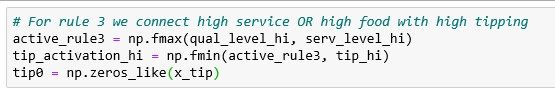 # For rule 3 we connect high service OR high food with high tipping
active_rule3 = np.fmax(qual_level_hi, serv_level_hi)
tip_activation_hi = np.fmin(active_rule3, tip_hi)
tip0 = np.zeros_like(x_tip)